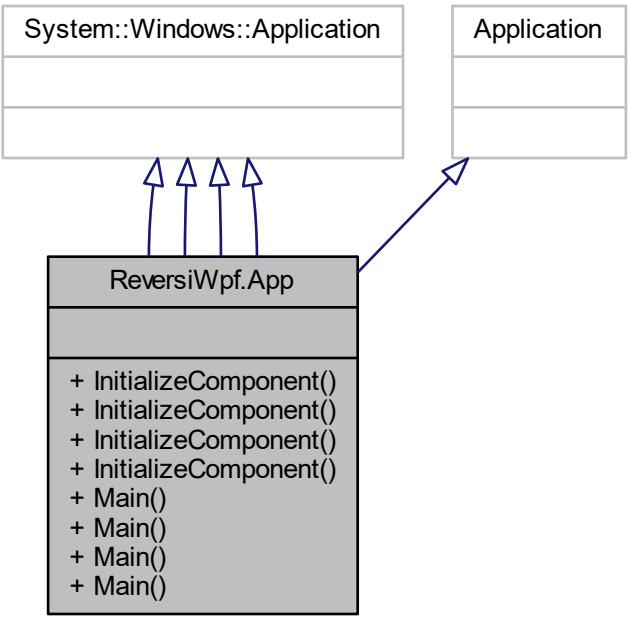 System::Windows::Application
Application
ReversiWpf.App
+ InitializeComponent()
+ InitializeComponent()
+ InitializeComponent()
+ InitializeComponent()
+ Main()
+ Main()
+ Main()
+ Main()